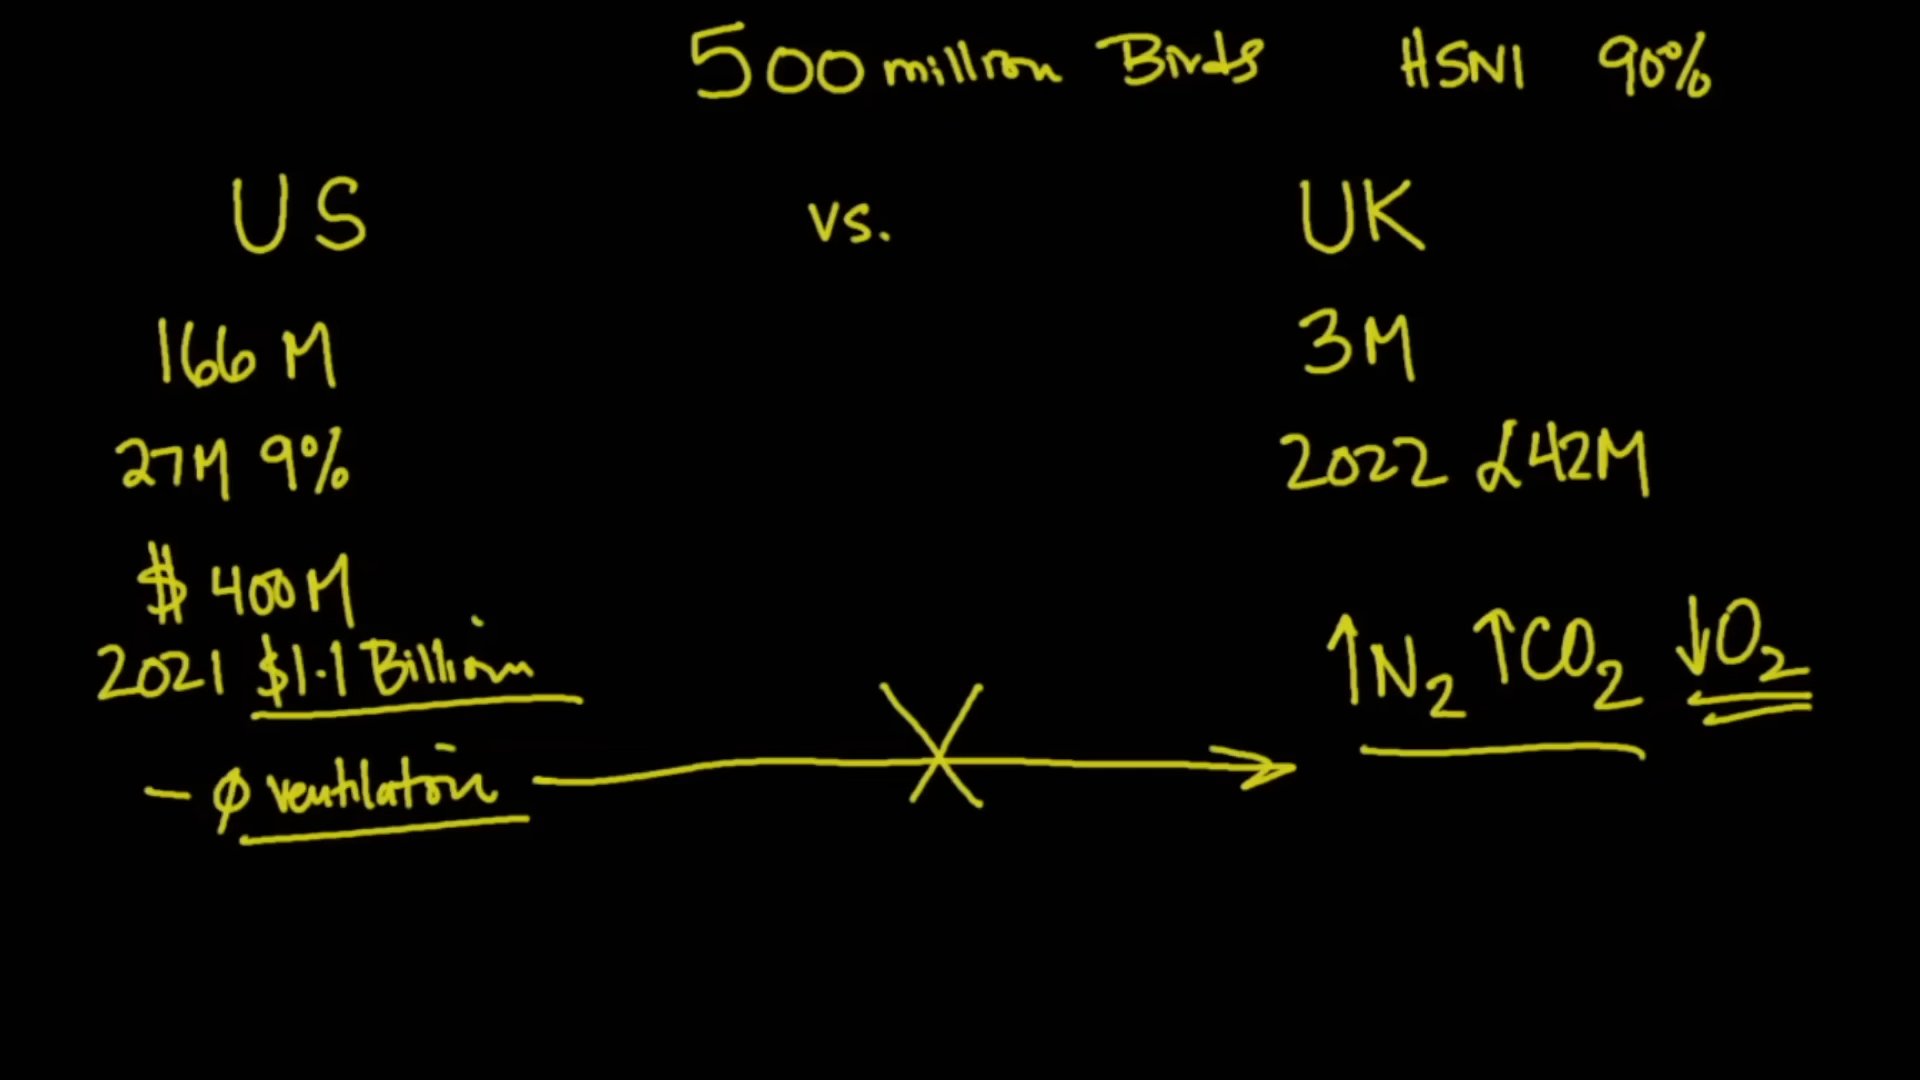 500 million Birds H5N1 90%
US vs. UK
166 M
3M
27M 9%
2022 £42M
$ 400M
2021 $1.1 Billion
↑N₂ ↑CO₂ ↓O₂
- Ø ventilation